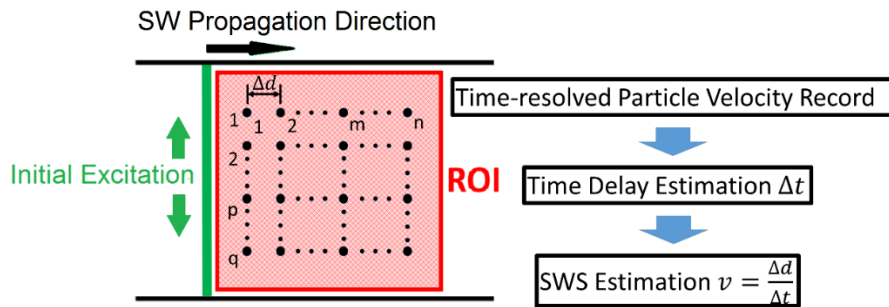 SW Propagation Direction
Δd
1
1
2
m
n
2
p
q
Initial Excitation
ROI
Time-resolved Particle Velocity Record
Time Delay Estimation Δt
SWS Estimation v = Δd/Δt